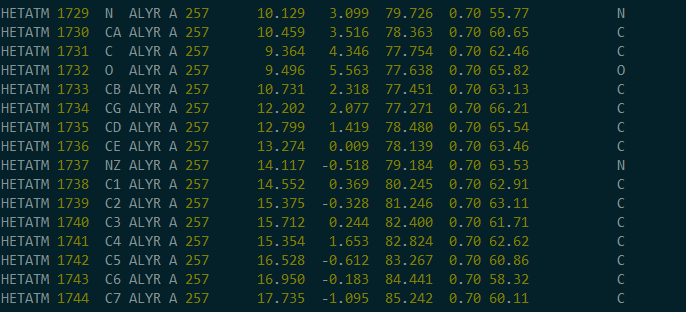 HETATM 1729  N  ALYR A 257      10.129   3.099  79.726  0.70 55.77           N
HETATM 1730  CA ALYR A 257      10.459   3.516  78.363  0.70 60.65           C
HETATM 1731  C  ALYR A 257       9.364   4.346  77.754  0.70 62.46           C
HETATM 1732  O  ALYR A 257       9.496   5.563  77.638  0.70 65.82           O
HETATM 1733  CB ALYR A 257      10.731   2.318  77.451  0.70 63.13           C
HETATM 1734  CG ALYR A 257      12.202   2.077  77.271  0.70 66.21           C
HETATM 1735  CD ALYR A 257      12.799   1.419  78.480  0.70 65.54           C
HETATM 1736  CE ALYR A 257      13.274   0.009  78.139  0.70 63.46           C
HETATM 1737  NZ ALYR A 257      14.117  -0.518  79.184  0.70 63.53           N
HETATM 1738  C1 ALYR A 257      14.552   0.369  80.245  0.70 62.91           C
HETATM 1739  C2 ALYR A 257      15.375  -0.328  81.246  0.70 63.11           C
HETATM 1740  C3 ALYR A 257      15.712   0.244  82.400  0.70 61.71           C
HETATM 1741  C4 ALYR A 257      15.354   1.653  82.824  0.70 62.62           C
HETATM 1742  C5 ALYR A 257      16.528  -0.612  83.267  0.70 60.86           C
HETATM 1743  C6 ALYR A 257      16.950  -0.183  84.441  0.70 58.32           C
HETATM 1744  C7 ALYR A 257      17.735  -1.095  85.242  0.70 60.11           C